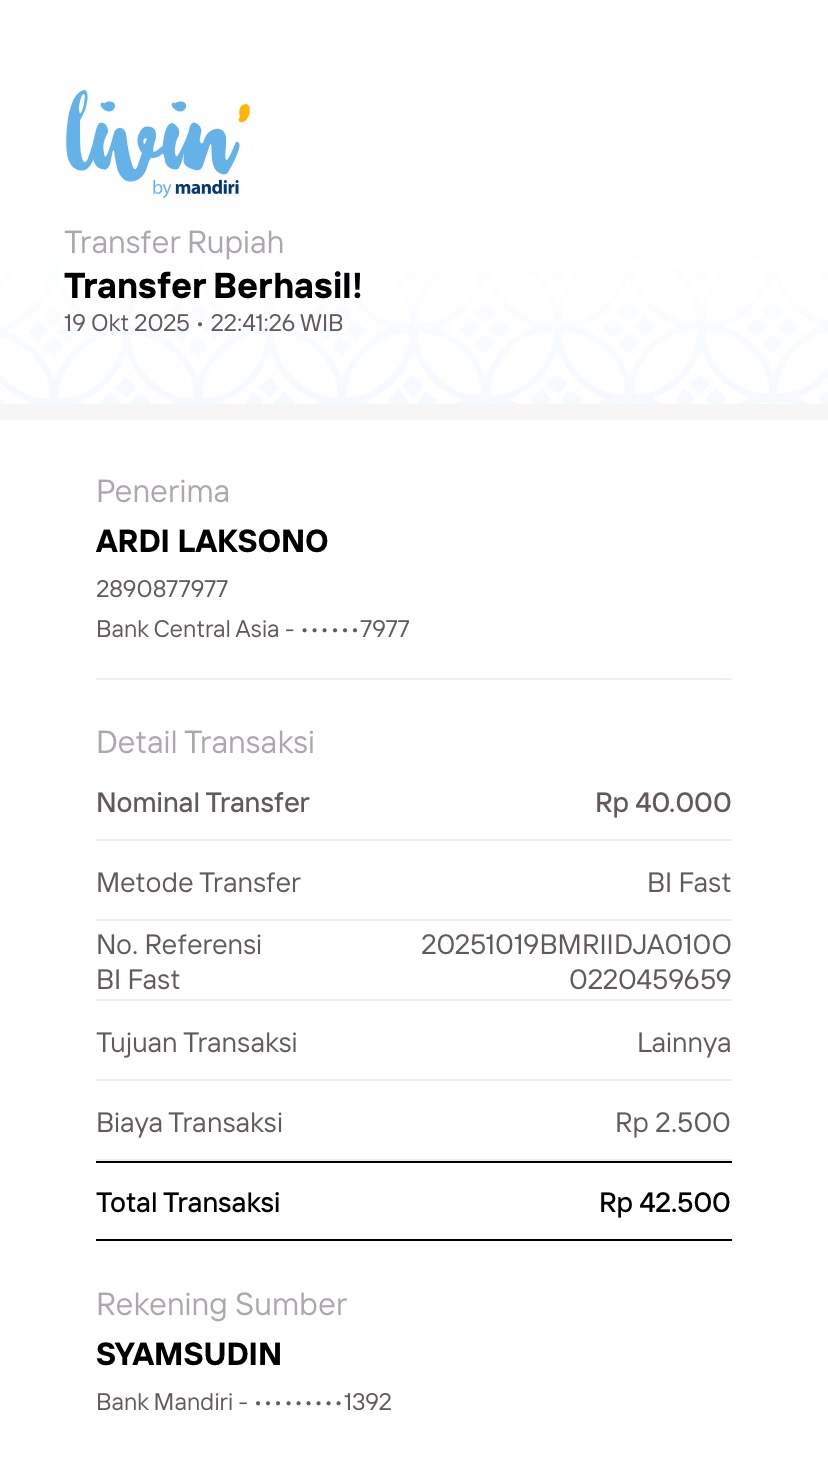 livin'
by mandiri
Transfer Rupiah
Transfer Berhasil!
19 Okt 2025 • 22:41:26 WIB
Penerima
ARDI LAKSONO
2890877977
Bank Central Asia - ••••••7977
Detail Transaksi
Nominal Transfer Rp 40.000
Metode Transfer BI Fast
No. Referensi 20251019BMRIIDJA010O
BI Fast 0220459659
Tujuan Transaksi Lainnya
Biaya Transaksi Rp 2.500
Total Transaksi Rp 42.500
Rekening Sumber
SYAMSUDIN
Bank Mandiri - •••••••••1392